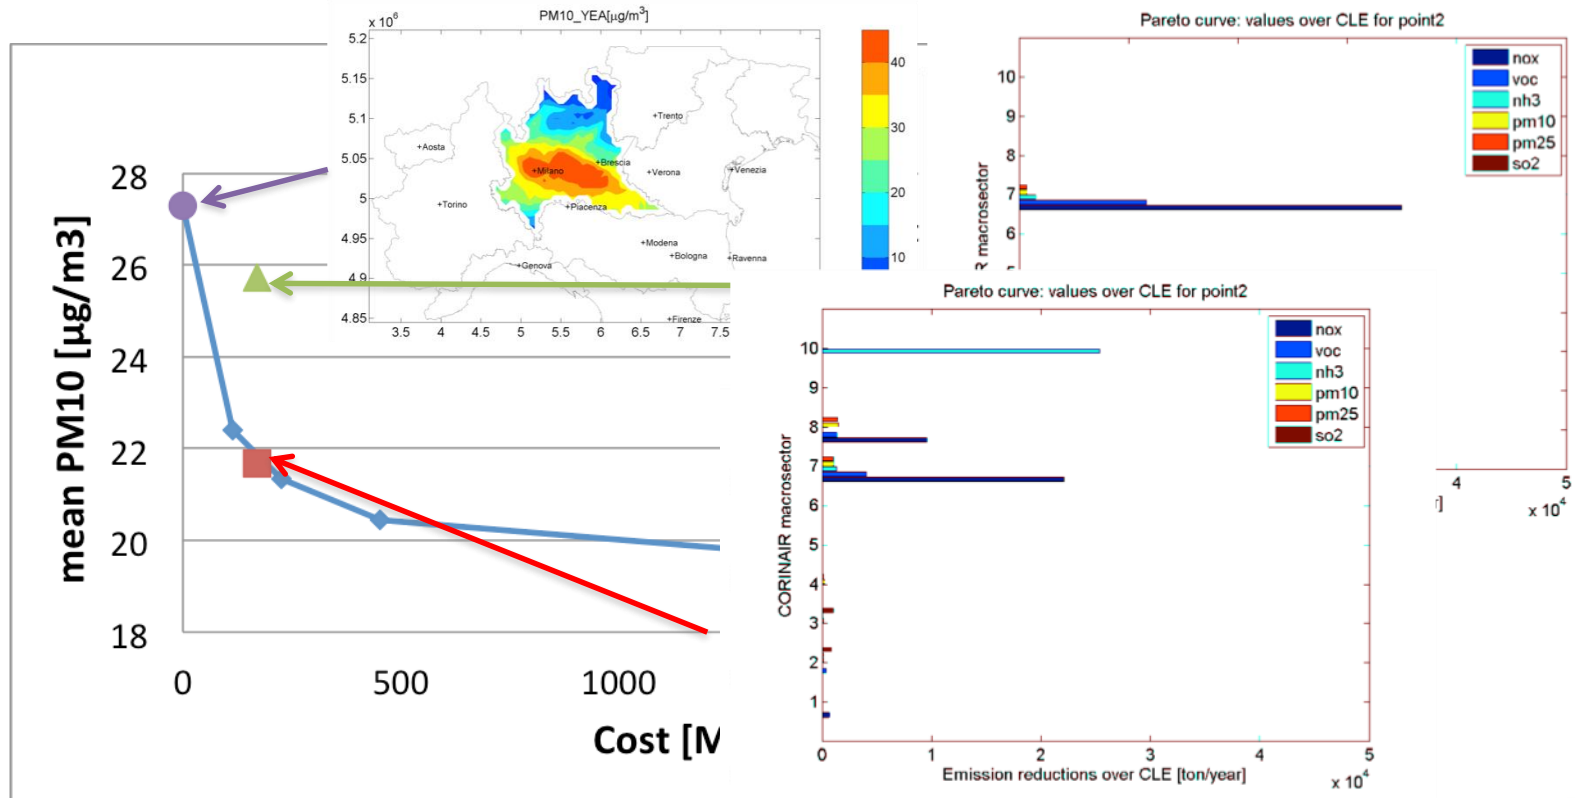 28
26
24
22
20
18
mean PM10 [µg/m3]
0
500
1000
Cost [M
PM10_YEA[µg/m³]
x 10⁶
5.2
5.15
5.1
5.05
5
4.95
4.9
4.85
3.5
4
4.5
5
5.5
6
6.5
7
7.5
+Trento
+Aosta
+Brescia
+Milano
+Verona
+Venezia
+Torino
+Piacenza
+Modena
+Bologna
+Ravenna
+Genova
+Firenze
40
30
20
10
Pareto curve: values over CLE for point2
10
9
8
7
6
R macrosector
nox
voc
nh3
pm10
pm25
so2
4
5
x 10⁴
Pareto curve: values over CLE for point2
10
9
8
7
6
5
4
3
2
1
CORINAIR macrosector
nox
voc
nh3
pm10
pm25
so2
0
1
2
3
4
5
Emission reductions over CLE [ton/year]
x 10⁴